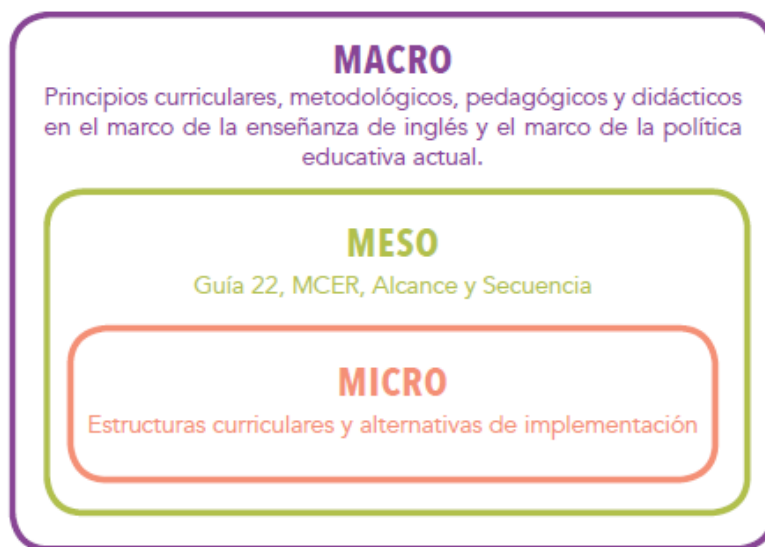 MACRO
Principios curriculares, metodológicos, pedagógicos y didácticos
en el marco de la enseñanza de inglés y el marco de la política
educativa actual.
MESO
Guía 22, MCER, Alcance y Secuencia
MICRO
Estructuras curriculares y alternativas de implementación